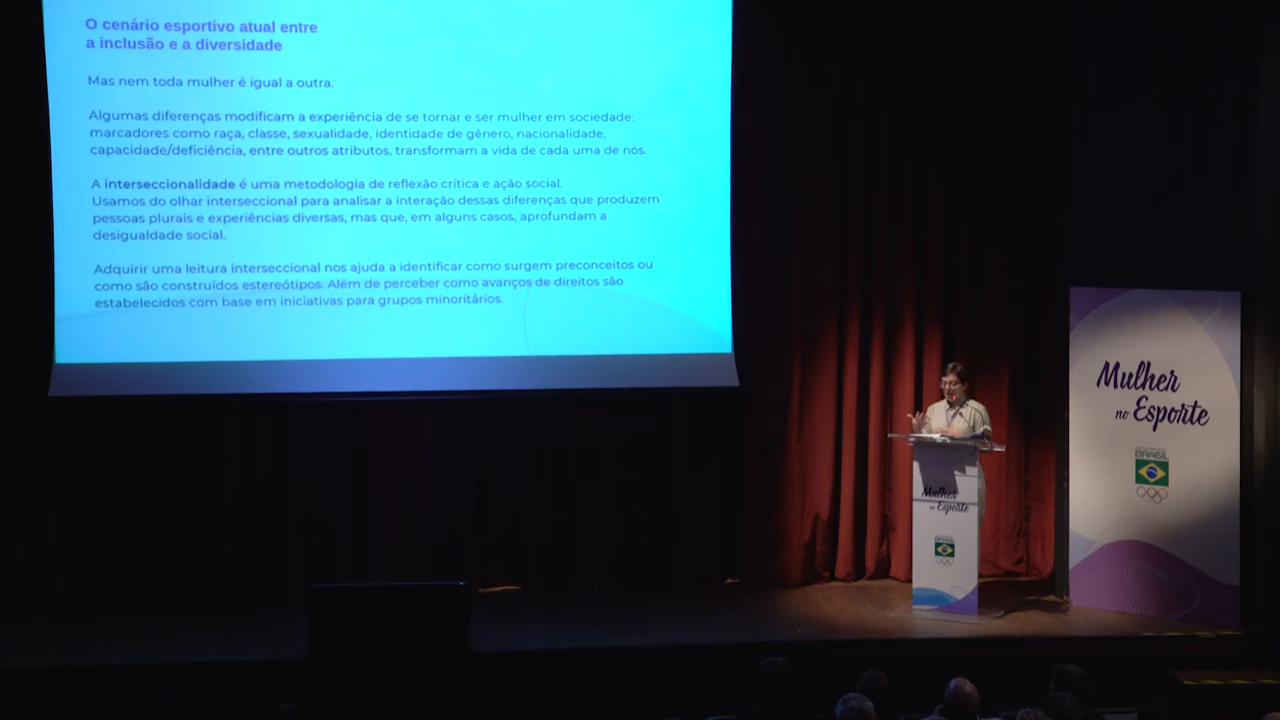 O cenário esportivo atual entre
a inclusão e a diversidade
Mas nem toda mulher é igual a outra.
Algumas diferenças modificam a experiência de se tornar e ser mulher em sociedade:
marcadores como raça, classe, sexualidade, identidade de gênero, nacionalidade,
capacidade/deficiência, entre outros atributos, transformam a vida de cada uma de nós.
A interseccionalidade é uma metodologia de reflexão crítica e ação social.
Usamos do olhar interseccional para analisar a interação dessas diferenças que produzem
pessoas plurais e experiências diversas, mas que, em alguns casos, aprofundam a
desigualdade social.
Adquirir uma leitura interseccional nos ajuda a identificar como surgem preconceitos ou
como são construídos estereótipos. Além de perceber como avanços de direitos são
estabelecidos com base em iniciativas para grupos minoritários.
Mulher
no Esporte
BRASIL
Mulher
no Esporte
BRASIL